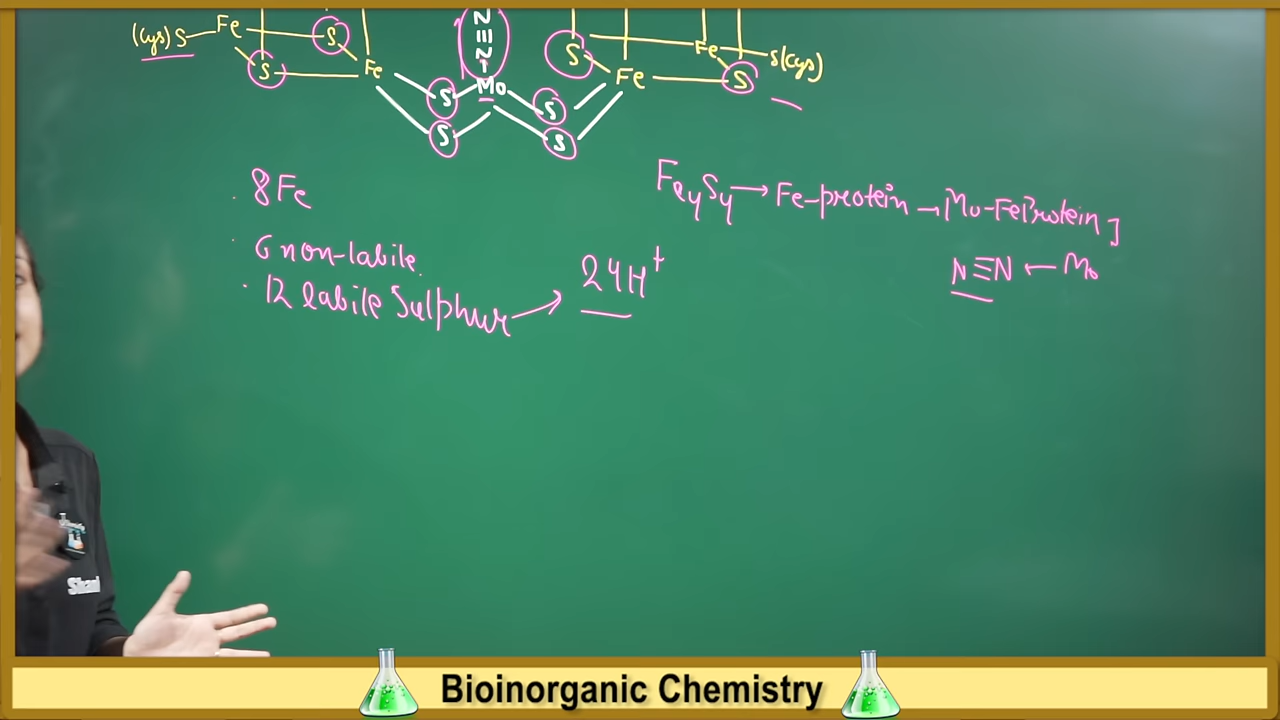 N
≡
N
(Cys) S Fe S Fe S(Cys)
S Fe S Mo S Fe S
S S
8Fe
6 non-labile.
12 labile Sulphur → 24H⁺
Fe4S4 → Fe-protein → Mo-FeProtein]
N≡N ← Mo
Shawl
Bioinorganic Chemistry